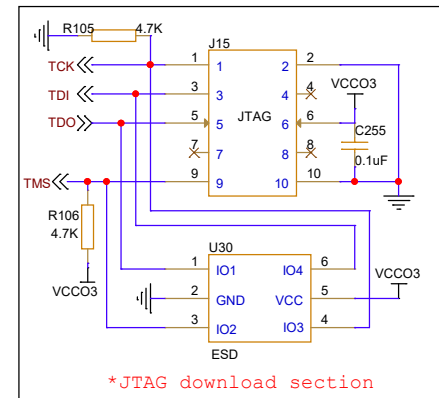 R105 4.7K
J15
TCK 1 1 2 2
VCCO3
TDI 3 3 4 4
TDO 5 5 JTAG 6 6
C255
7 7 8 8
0.1uF
TMS 9 9 10 10
R106
4.7K
U30
VCCO3
1 IO1 IO4 6
VCCO3
2 GND VCC 5
3 IO2 IO3 4
ESD
*JTAG download section